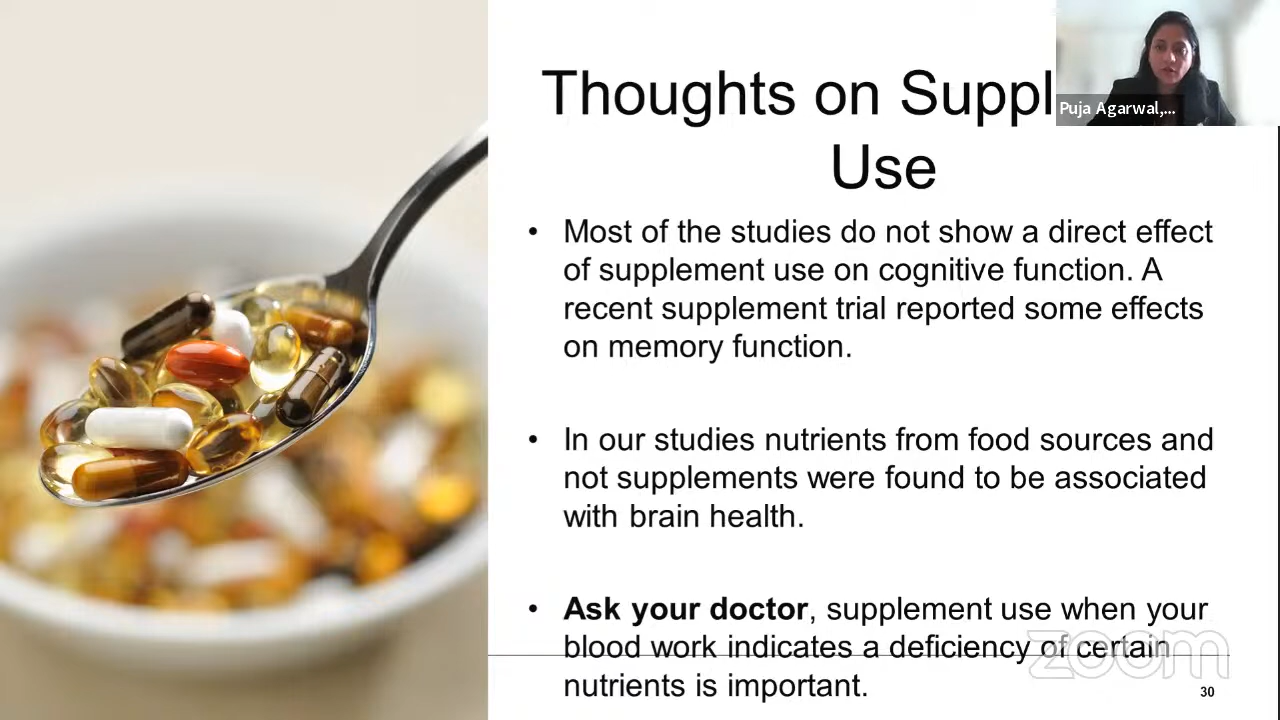 Thoughts on Suppl
Use
Puja Agarwal,...
• Most of the studies do not show a direct effect
of supplement use on cognitive function. A
recent supplement trial reported some effects
on memory function.
• In our studies nutrients from food sources and
not supplements were found to be associated
with brain health.
• Ask your doctor, supplement use when your
blood work indicates a deficiency of certain
nutrients is important.
zoom
30